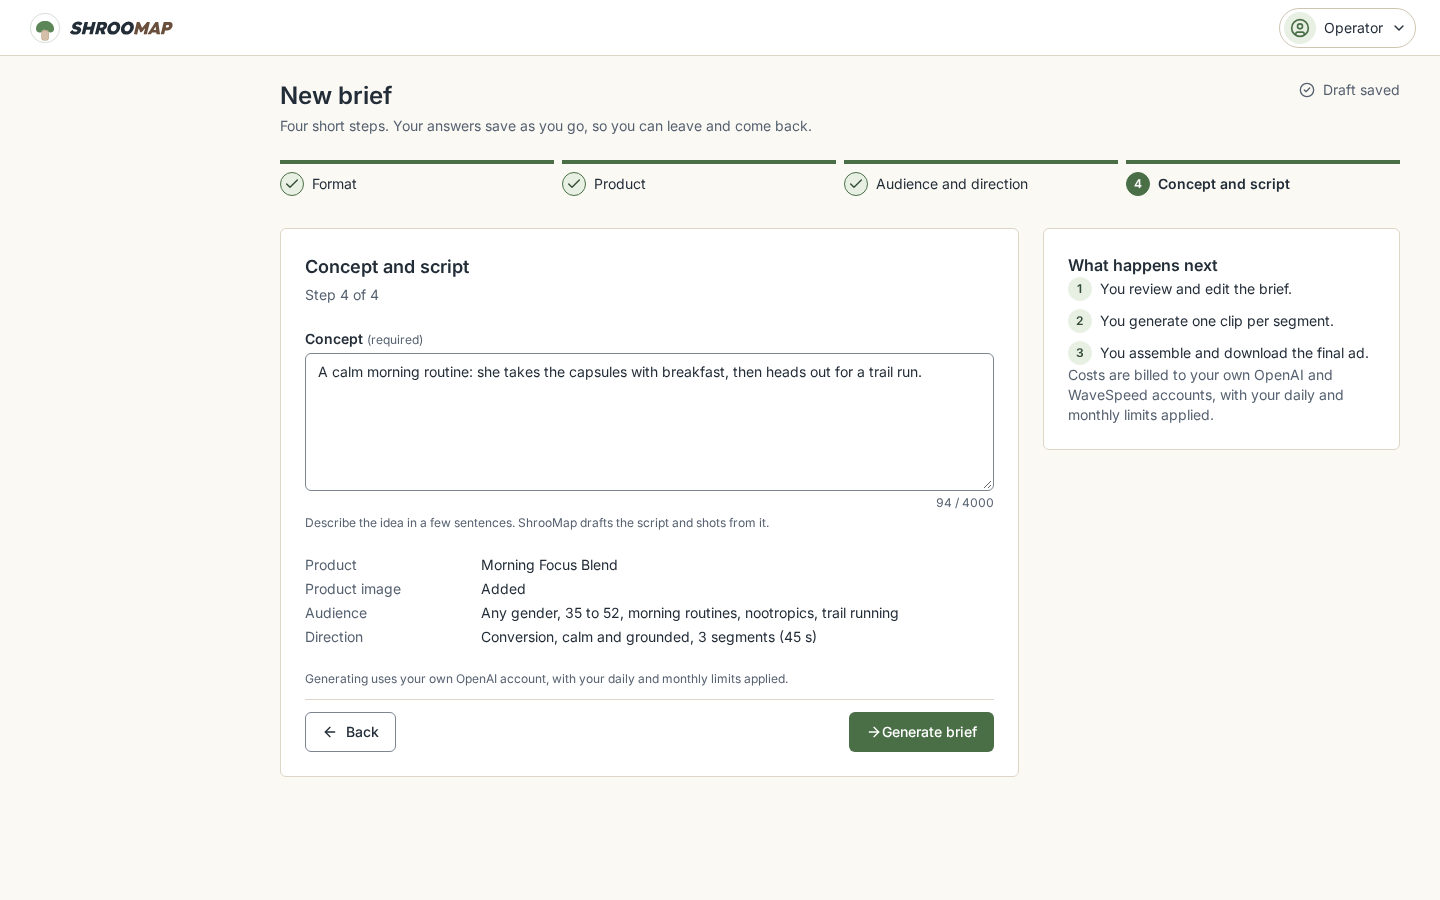 SHROOMAP
Operator
New brief
Draft saved
Four short steps. Your answers save as you go, so you can leave and come back.
Format
Product
Audience and direction
4 Concept and script
Concept and script
Step 4 of 4
Concept (required)
A calm morning routine: she takes the capsules with breakfast, then heads out for a trail run.
94 / 4000
Describe the idea in a few sentences. ShrooMap drafts the script and shots from it.
Product Morning Focus Blend
Product image Added
Audience Any gender, 35 to 52, morning routines, nootropics, trail running
Direction Conversion, calm and grounded, 3 segments (45 s)
Generating uses your own OpenAI account, with your daily and monthly limits applied.
Back
Generate brief
What happens next
1 You review and edit the brief.
2 You generate one clip per segment.
3 You assemble and download the final ad.
Costs are billed to your own OpenAI and
WaveSpeed accounts, with your daily and
monthly limits applied.